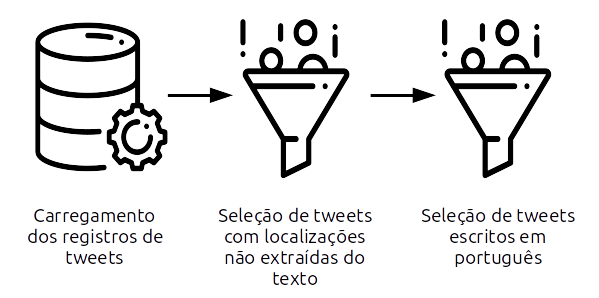 Carregamento
dos registros de
tweets
Seleção de tweets
com localizações
não extraídas do
texto
Seleção de tweets
escritos em
português